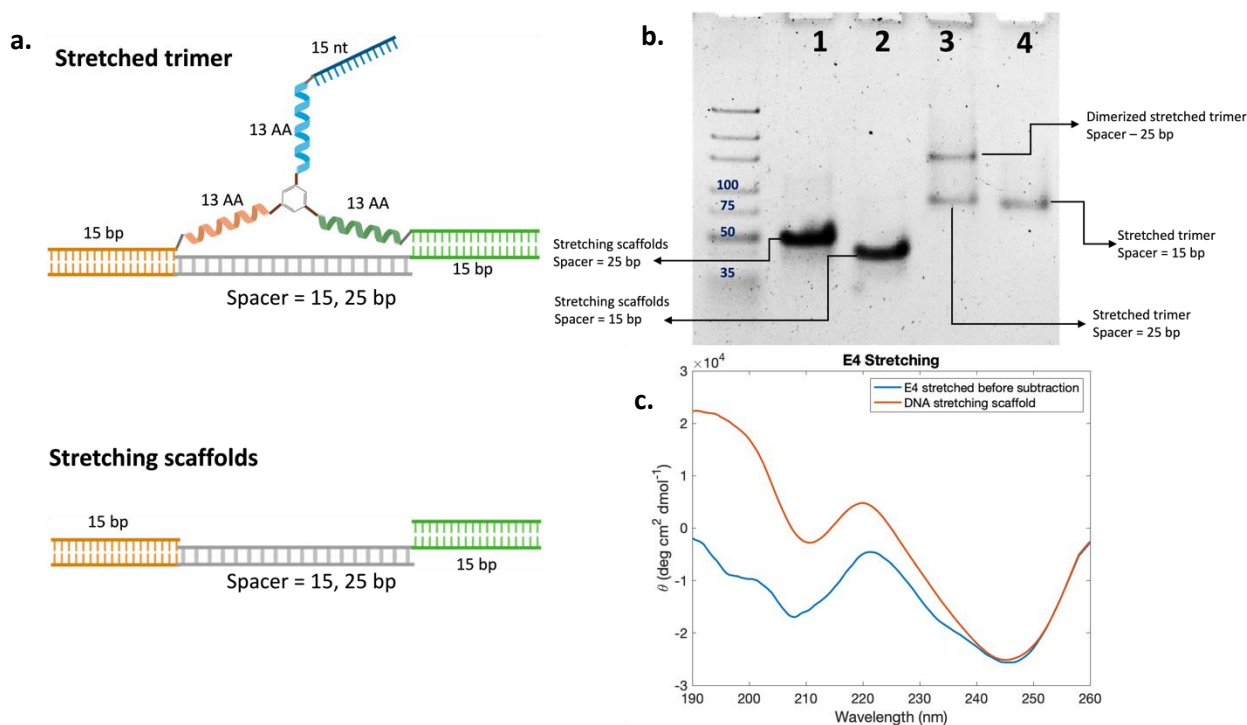 a.
Stretched trimer
15 nt
13 AA
13 AA
13 AA
15 bp
15 bp
Spacer = 15, 25 bp
Stretching scaffolds
15 bp
Spacer = 15, 25 bp
15 bp
b.
1 2 3 4
100
75
50
35
Stretching scaffolds
Spacer = 25 bp
Stretching scaffolds
Spacer = 15 bp
Dimerized stretched trimer
Spacer – 25 bp
Stretched trimer
Spacer = 15 bp
Stretched trimer
Spacer = 25 bp
c.
E4 Stretching
×10⁴
E4 stretched before subtraction
DNA stretching scaffold
3
2
1
0
-1
-2
-3
θ (deg cm² dmol⁻¹)
190 200 210 220 230 240 250 260
Wavelength (nm)